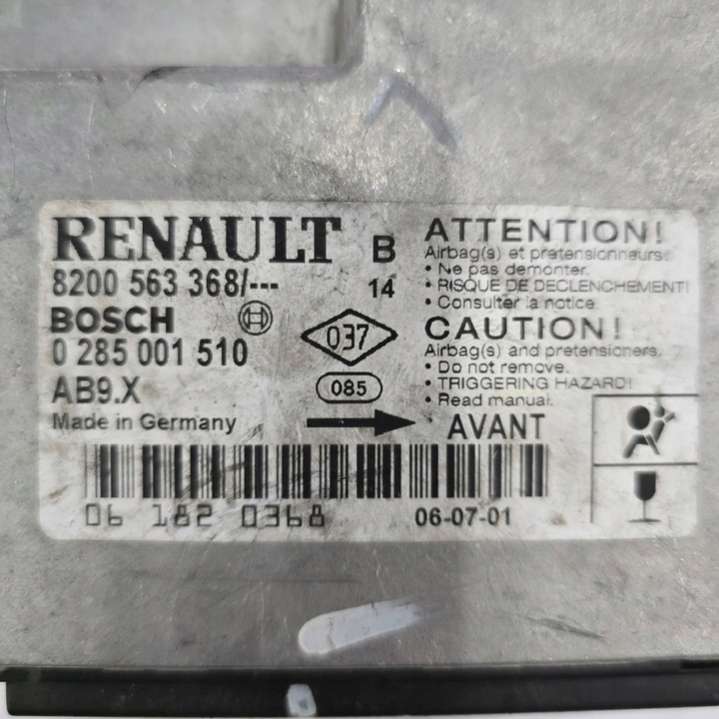 RENAULT B
8200 563 368/--- 14
BOSCH
0 285 001 510
AB9.X
Made in Germany
037
085
ATTENTION!
Airbag(s) et pretensionneurs.
• Ne pas demonter.
• RISQUE DE DECLENCHEMENT!
• Consulter la notice.
CAUTION!
Airbag(s) and pretensioners.
• Do not remove.
• TRIGGERING HAZARD!
• Read manual.
AVANT
06 1820 0368 06-07-01